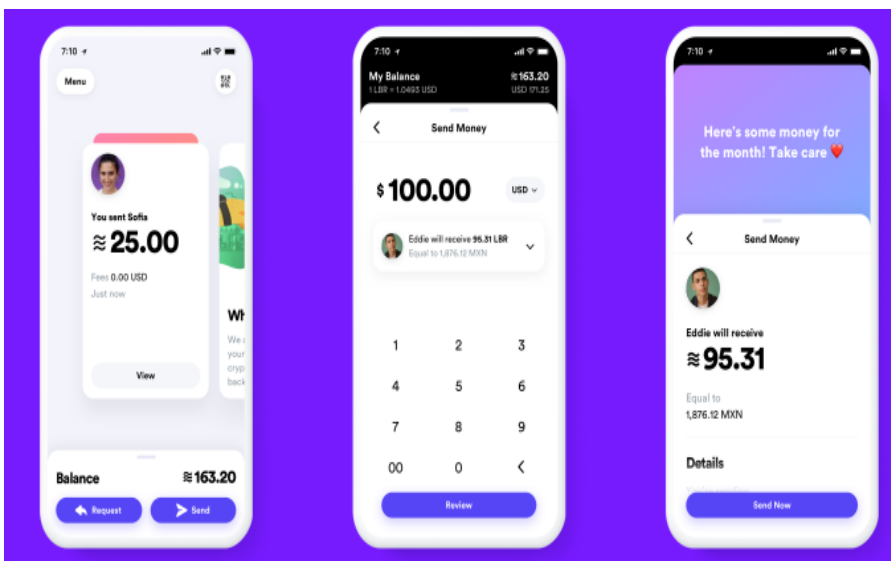 7:10
Menu
You sent Sofia
≋ 25.00
Fees 0.00 USD
Just now
View
Wh
We a
your
cryp
back
Balance
≋163.20
Request
Send
7:10
My Balance
≋163.20
1 LBR = 1.0493 USD
USD 171.25
Send Money
$ 100.00
USD
Eddie will receive 95.31 LBR
Equal to 1,876.12 MXN
1 2 3
4 5 6
7 8 9
00 0
Review
7:10
Here's some money for
the month! Take care ❤️
Send Money
Eddie will receive
≋95.31
Equal to
1,876.12 MXN
Details
Send Now